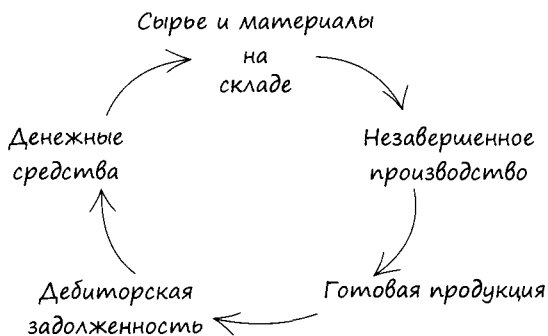 Сырье и материалы
на
складе
Незавершенное
производство
Готовая продукция
Дебиторская
задолженность
Денежные
средства